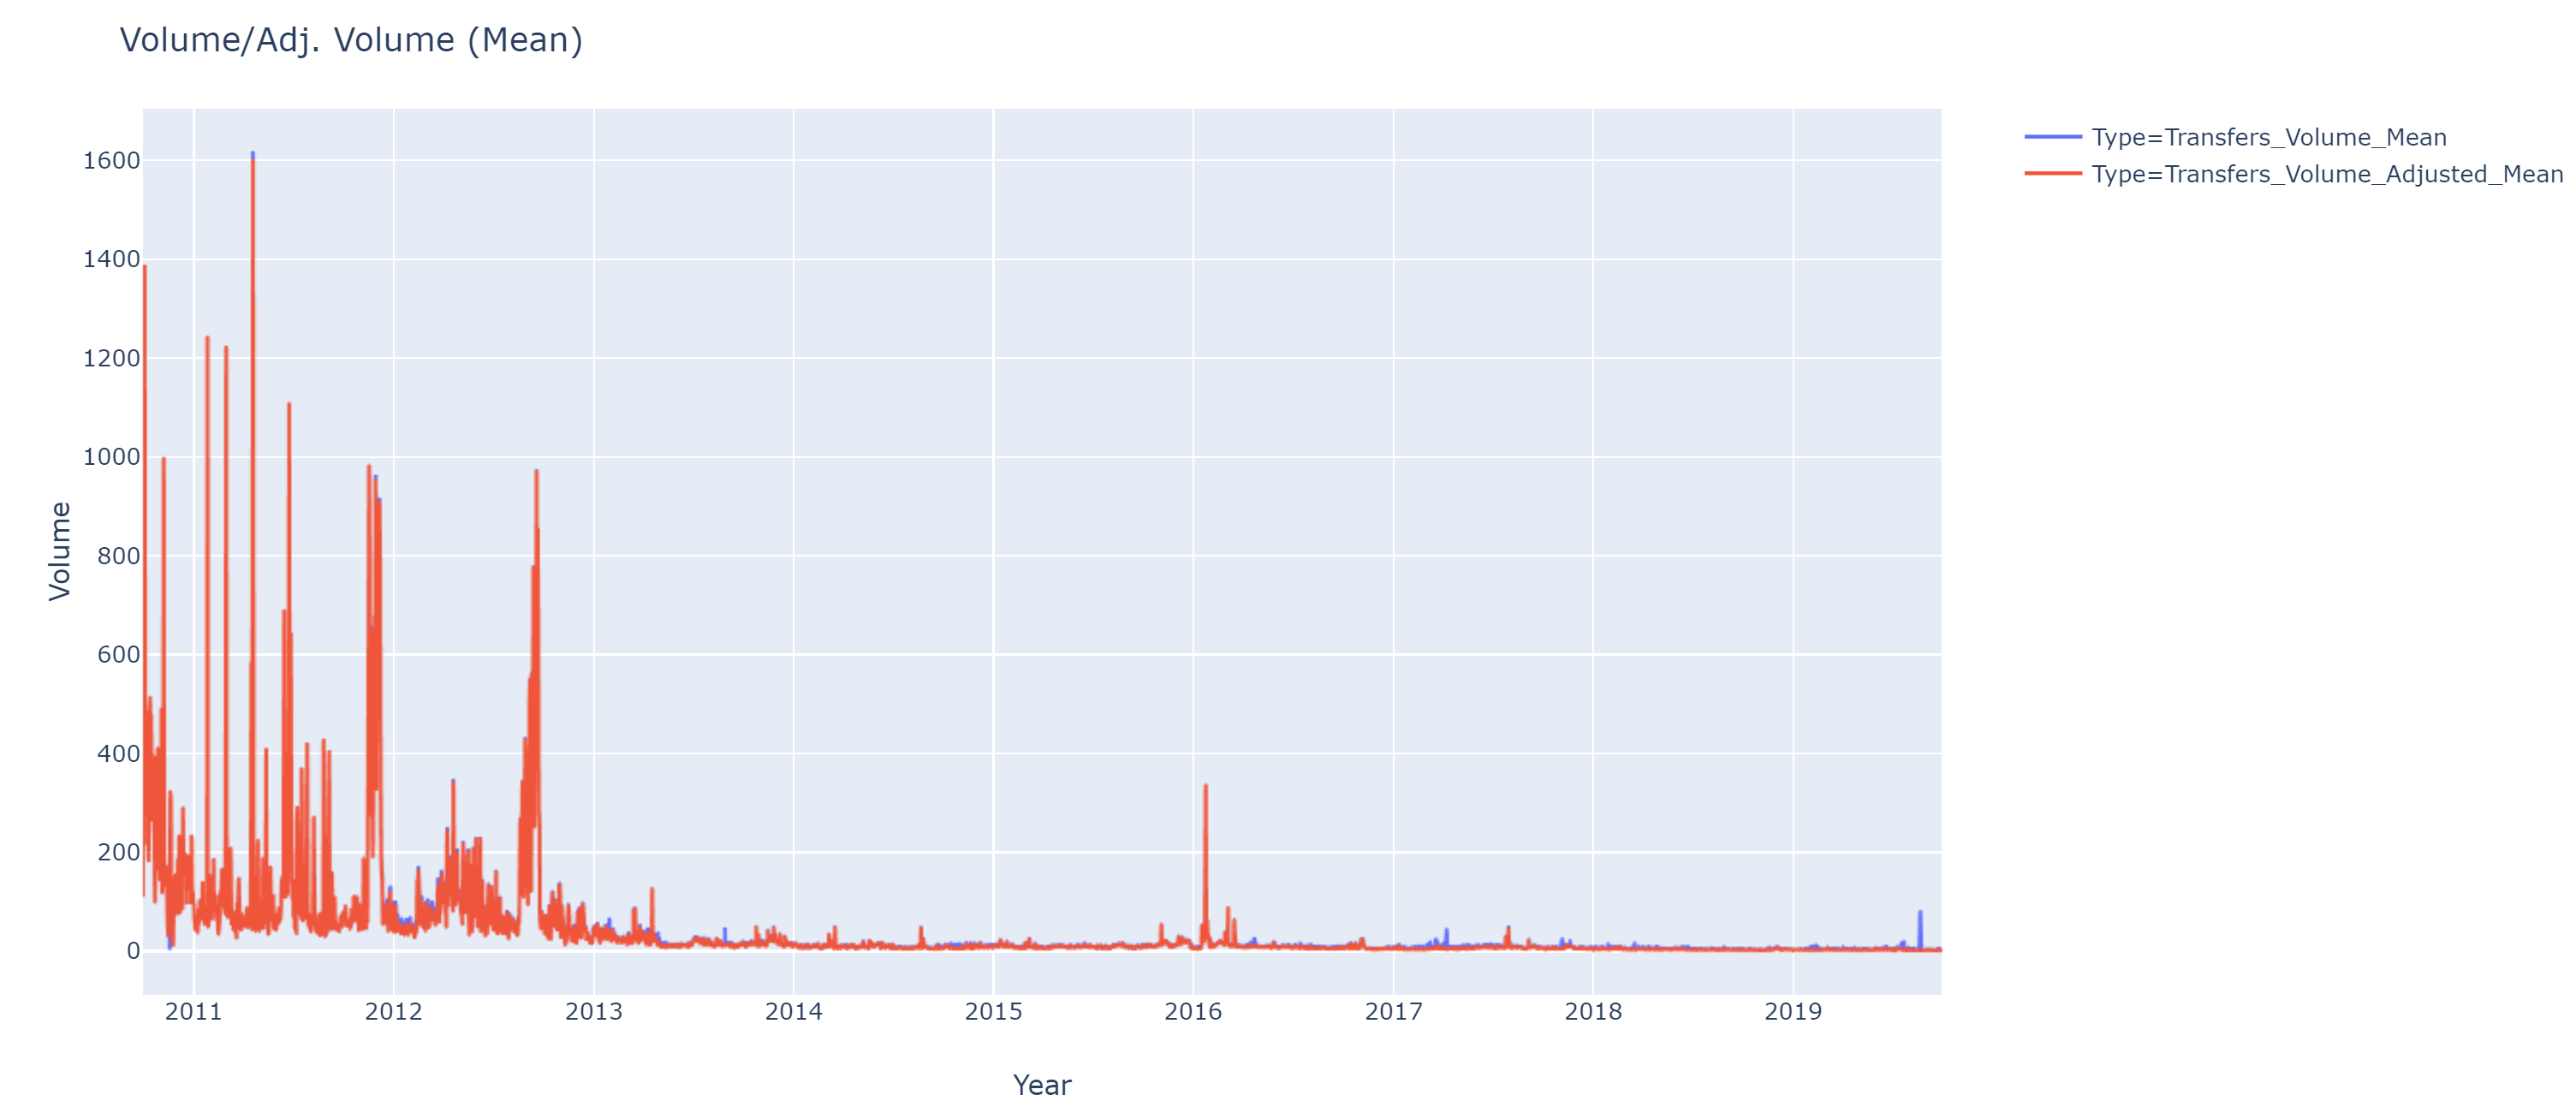 Volume/Adj. Volume (Mean)
Type=Transfers_Volume_Mean
Type=Transfers_Volume_Adjusted_Mean
1600
1400
1200
1000
800
600
400
200
0
Volume
2011 2012 2013 2014 2015 2016 2017 2018 2019
Year